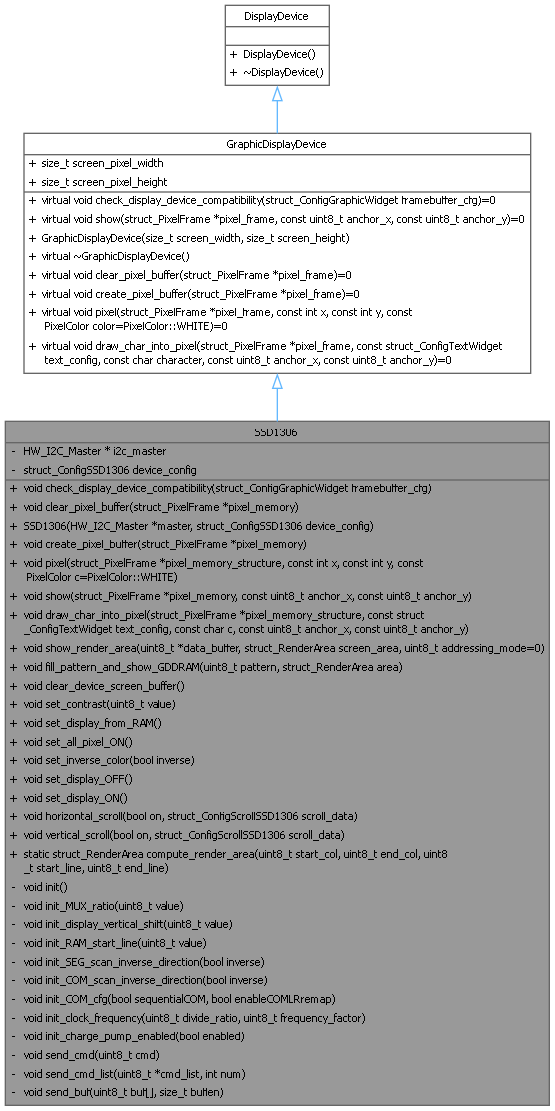 DisplayDevice
+ DisplayDevice()
+ ~DisplayDevice()
GraphicDisplayDevice
+ size_t screen_pixel_width
+ size_t screen_pixel_height
+ virtual void check_display_device_compatibility(struct_ConfigGraphicWidget framebuffer_cfg)=0
+ virtual void show(struct_PixelFrame *pixel_frame, const uint8_t anchor_x, const uint8_t anchor_y)=0
+ GraphicDisplayDevice(size_t screen_width, size_t screen_height)
+ virtual ~GraphicDisplayDevice()
+ virtual void clear_pixel_buffer(struct_PixelFrame *pixel_frame)=0
+ virtual void create_pixel_buffer(struct_PixelFrame *pixel_frame)=0
+ virtual void pixel(struct_PixelFrame *pixel_frame, const int x, const int y, const
PixelColor color=PixelColor::WHITE)=0
+ virtual void draw_char_into_pixel(struct_PixelFrame *pixel_frame, const struct_ConfigTextWidget
text_config, const char character, const uint8_t anchor_x, const uint8_t anchor_y)=0
SSD1306
- HW_I2C_Master * i2c_master
- struct_ConfigSSD1306 device_config
+ void check_display_device_compatibility(struct_ConfigGraphicWidget framebuffer_cfg)
+ void clear_pixel_buffer(struct_PixelFrame *pixel_memory)
+ SSD1306(HW_I2C_Master *master, struct_ConfigSSD1306 device_config)
+ void create_pixel_buffer(struct_PixelFrame *pixel_memory)
+ void pixel(struct_PixelFrame *pixel_memory_structure, const int x, const int y, const
PixelColor c=PixelColor::WHITE)
+ void show(struct_PixelFrame *pixel_memory, const uint8_t anchor_x, const uint8_t anchor_y)
+ void draw_char_into_pixel(struct_PixelFrame *pixel_memory_structure, const struct
_ConfigTextWidget text_config, const char c, const uint8_t anchor_x, const uint8_t anchor_y)
+ void show_render_area(uint8_t *data_buffer, struct_RenderArea screen_area, uint8_t addressing_mode=0)
+ void fill_pattern_and_show_GDDRAM(uint8_t pattern, struct_RenderArea area)
+ void clear_device_screen_buffer()
+ void set_contrast(uint8_t value)
+ void set_display_from_RAM()
+ void set_all_pixel_ON()
+ void set_inverse_color(bool inverse)
+ void set_display_OFF()
+ void set_display_ON()
+ void horizontal_scroll(bool on, struct_ConfigScrollSSD1306 scroll_data)
+ void vertical_scroll(bool on, struct_ConfigScrollSSD1306 scroll_data)
+ static struct_RenderArea compute_render_area(uint8_t start_col, uint8_t end_col, uint8
_t start_line, uint8_t end_line)
- void init()
- void init_MUX_ratio(uint8_t value)
- void init_display_vertical_shift(uint8_t value)
- void init_RAM_start_line(uint8_t value)
- void init_SEG_scan_inverse_direction(bool inverse)
- void init_COM_scan_inverse_direction(bool inverse)
- void init_COM_cfg(bool sequentialCOM, bool enableCOMLRremap)
- void init_clock_frequency(uint8_t divide_ratio, uint8_t frequency_factor)
- void init_charge_pump_enabled(bool enabled)
- void send_cmd(uint8_t cmd)
- void send_cmd_list(uint8_t *cmd_list, int num)
- void send_buf(uint8_t buf[], size_t buflen)